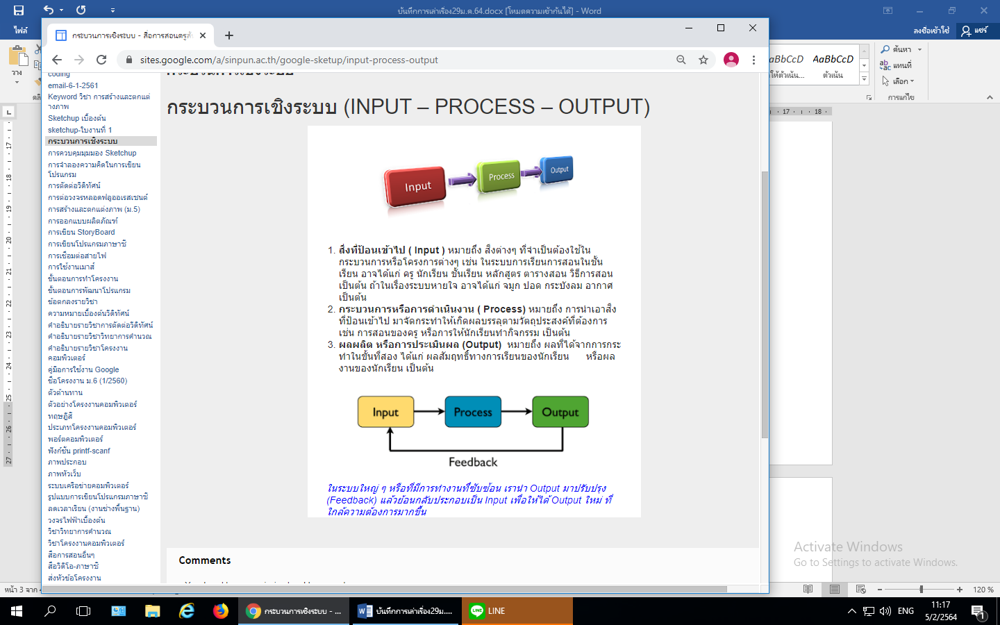 บันทึกการเล่าเรื่อง29ม.ค.64.docx [โหมดความเข้ากันได้] - Word
ไฟล์
ลงชื่อเข้าใช้
แชร์
กระบวนการเชิงระบบ - สื่อการสอนครูสั
sites.google.com/a/sinpun.ac.th/google-sketup/input-process-output
วาง
คลิ
AaBbCcD
AaBbCcD
ให้ตัวเน้น...
ตัวเน้น
ค้นหา
แทนที่
เลือก
การแก้ไข
coding
email-6-1-2561
Keyword วิชา การสร้างและตกแต่
างภาพ
Sketchup เบื้องต้น
sketchup-ใบงานที่ 1
กระบวนการเชิงระบบ
การควบคุมมุมมอง Sketchup
การจำลองความคิดในการเขียน
โปรแกรม
การตัดต่อวิดิทัศน์
การต่อวงจรหลอดฟลูออเรสเซนต์
การสร้างและตกแต่งภาพ (ม.5)
การออกแบบผลิตภัณฑ์
การเขียน StoryBoard
การเขียนโปรแกรมภาษาซี
การเชื่อมต่อสายไฟ
การใช้งานเมาส์
ขั้นตอนการทำโครงงาน
ขั้นตอนการพัฒนาโปรแกรม
ข้อตกลงรายวิชา
ความหมายเบื้องต้นวีดิทัศน์
คำอธิบายรายวิชาการตัดต่อวิดิทัศน์
คำอธิบายรายวิชาวิทยาการคำนวณ
คำอธิบายรายวิชาโครงงาน
คอมพิวเตอร์
คู่มือการใช้งาน Google
ชื่อโครงงาน ม.6 (1/2560)
ตัวต้านทาน
ตัวอย่างโครงงานคอมพิวเตอร์
ทฤษฎีสี
ประเภทโครงงานคอมพิวเตอร์
พอร์ตคอมพิวเตอร์
ฟังก์ชั่น printf-scanf
ภาพประกอบ
ภาพหัวเว็บ
ระบบเครือข่ายคอมพิวเตอร์
รูปแบบการเขียนโปรแกรมภาษาซี
ลดเวลาเรียน (งานช่างพื้นฐาน)
วงจรไฟฟ้าเบื้องต้น
วิชาวิทยาการคำนวณ
วิชาโครงงานคอมพิวเตอร์
สื่อการสอนอื่นๆ
สื่อวีดิโอ-ภาษาซี
ส่งหัวข้อโครงงาน
กระบวนการเชิงระบบ
กระบวนการเชิงระบบ (INPUT – PROCESS – OUTPUT)
Input
Process
Output
1. สิ่งที่ป้อนเข้าไป ( Input ) หมายถึง สิ่งต่างๆ ที่จำเป็นต้องใช้ใน
กระบวนการหรือโครงการต่างๆ เช่น ในระบบการเรียนการสอนในชั้น
เรียน อาจได้แก่ ครู นักเรียน ชั้นเรียน หลักสูตร ตารางสอน วิธีการสอน
เป็นต้น ถ้าในเรื่องระบบหายใจ อาจได้แก่ จมูก ปอด กระบังลม อากาศ
เป็นต้น
2. กระบวนการหรือการดำเนินงาน ( Process) หมายถึง การนำเอาสิ่ง
ที่ป้อนเข้าไป มาจัดกระทำให้เกิดผลบรรลุตามวัตถุประสงค์ที่ต้องการ
เช่น การสอนของครู หรือการให้นักเรียนทำกิจกรรม เป็นต้น
3. ผลผลิต หรือการประเมินผล (Output) หมายถึง ผลที่ได้จากการกระ
ทำในขั้นที่สอง ได้แก่ ผลสัมฤทธิ์ทางการเรียนของนักเรียน หรือผล
งานของนักเรียน เป็นต้น
Input
Process
Output
Feedback
ในระบบใหญ่ ๆ หรือที่มีการทำงานที่ซับซ้อน เรานำ Output มาปรับปรุง
(Feedback) แล้วย้อนกลับประกอบเป็น Input เพื่อให้ได้ Output ใหม่ ที่
ใกล้ความต้องการมากขึ้น
Comments
17 18
17
18
19
20
21
22
23
24
25
26
27
Activate Windows
Go to Settings to activate Windows.
หน้า 3 จาก
120 %
กระบวนการเชิงระบบ - ...
บันทึกการเล่าเรื่อง29ม....
LINE
ENG
11:17
5/2/2564
1